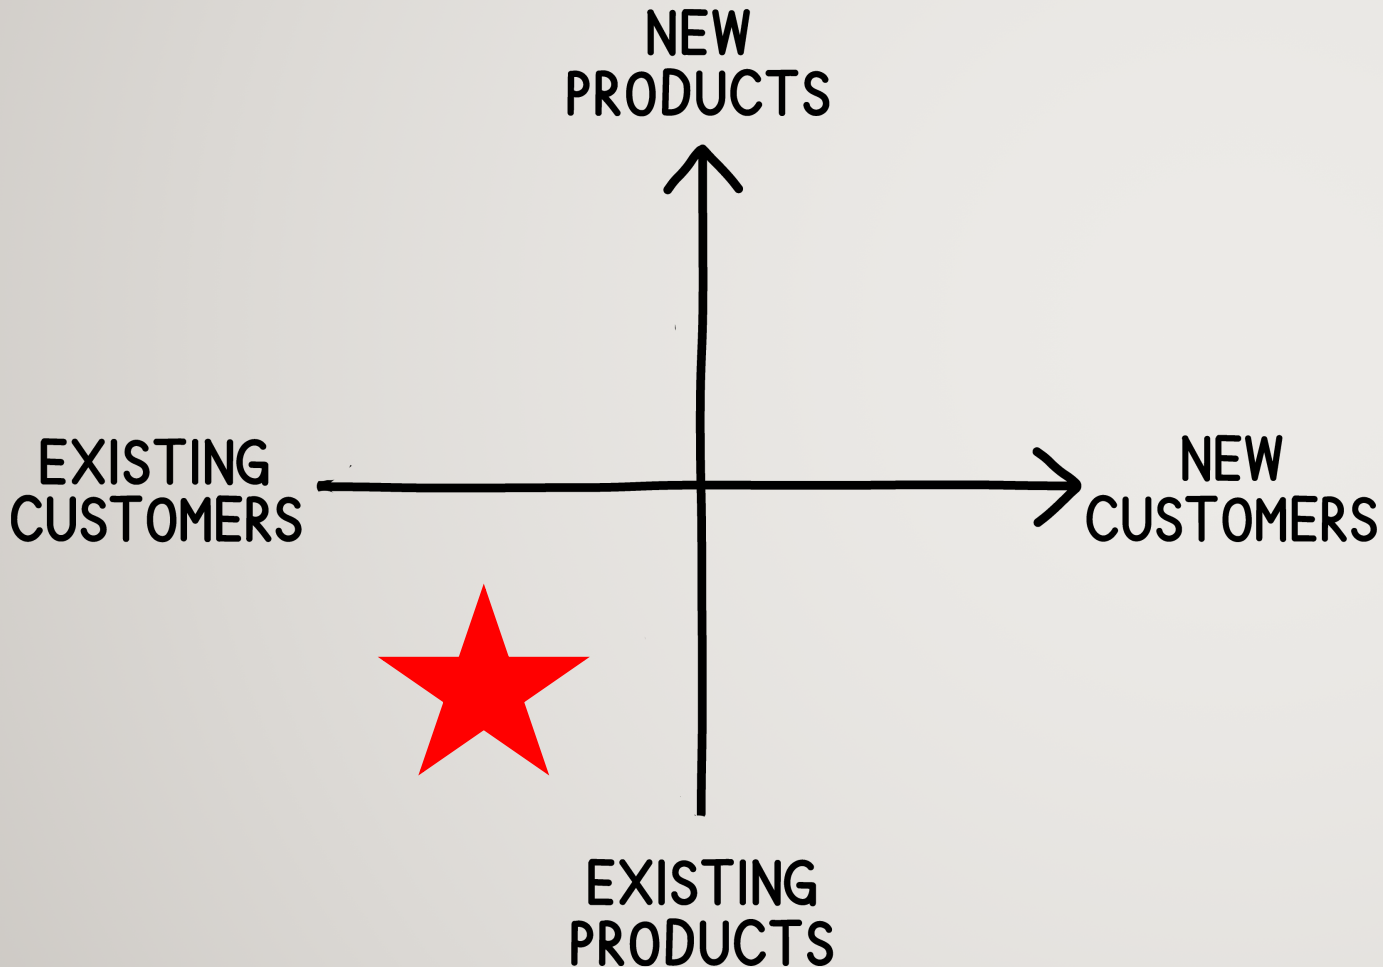 NEW
PRODUCTS
EXISTING
CUSTOMERS
NEW
CUSTOMERS
EXISTING
PRODUCTS